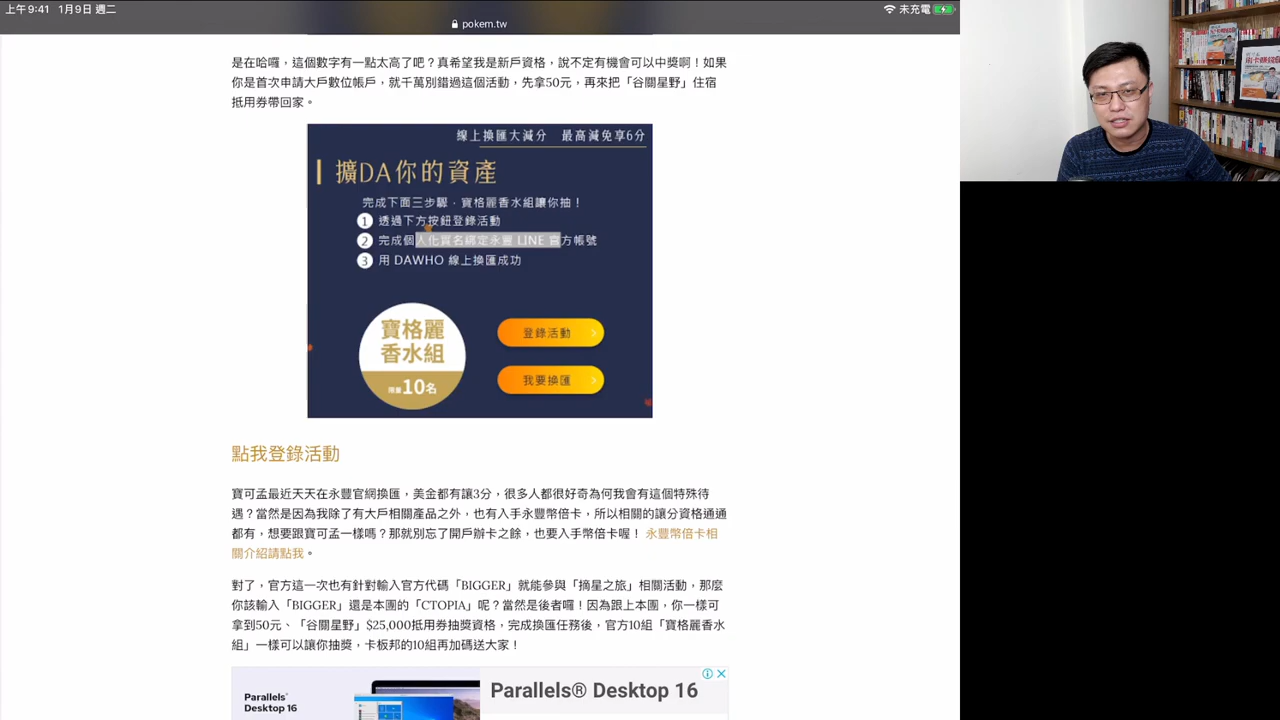 上午9:41 1月9日 週二
未充電
pokem.tw
是在哈囉，這個數字有一點太高了吧？真希望我是新戶資格，說不定有機會可以中獎啊！如果
你是首次申請大戶數位帳戶，就千萬別錯過這個活動，先拿50元，再來把「谷關星野」住宿
抵用券帶回家。
線上換匯大減分 最高減免享6分
擴DA你的資產
完成下面三步驟，寶格麗香水組讓你抽！
1 透過下方按鈕登錄活動
2 完成個人化實名綁定永豐 LINE 官方帳號
3 用 DAWHO 線上換匯成功
寶格麗
香水組
限量10名
登錄活動
我要換匯
點我登錄活動
寶可孟最近天天在永豐官網換匯，美金都有讓3分，很多人都很好奇為何我會有這個特殊待
遇？當然是因為我除了有大戶相關產品之外，也有入手永豐幣倍卡，所以相關的讓分資格通通
都有，想要跟寶可孟一樣嗎？那就別忘了開戶辦卡之餘，也要入手幣倍卡喔！ 永豐幣倍卡相
關介紹請點我。
對了，官方這一次也有針對輸入官方代碼「BIGGER」就能參與「摘星之旅」相關活動，那麼
你該輸入「BIGGER」還是本團的「CTOPIA」呢？當然是後者囉！因為跟上本團，你一樣可
拿到50元、「谷關星野」$25,000抵用券抽獎資格，完成換匯任務後，官方10組「寶格麗香水
組」一樣可以讓你抽獎，卡板邦的10組再加碼送大家！
Parallels®
Desktop 16
Parallels® Desktop 16